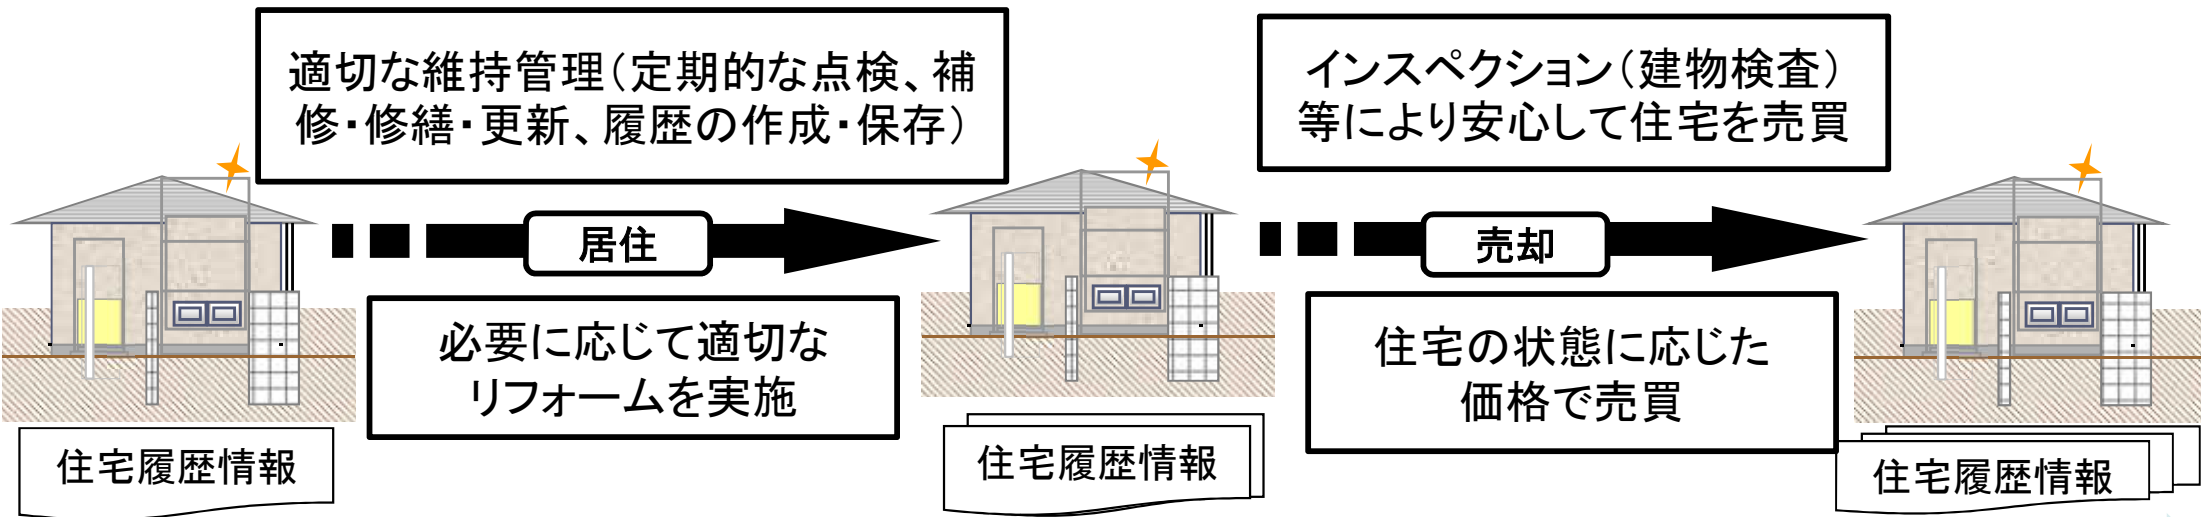 適切な維持管理（定期的な点検、補
修・修繕・更新、履歴の作成・保存）
インスペクション（建物検査）
等により安心して住宅を売買
居住
売却
必要に応じて適切な
リフォームを実施
住宅の状態に応じた
価格で売買
住宅履歴情報
住宅履歴情報
住宅履歴情報